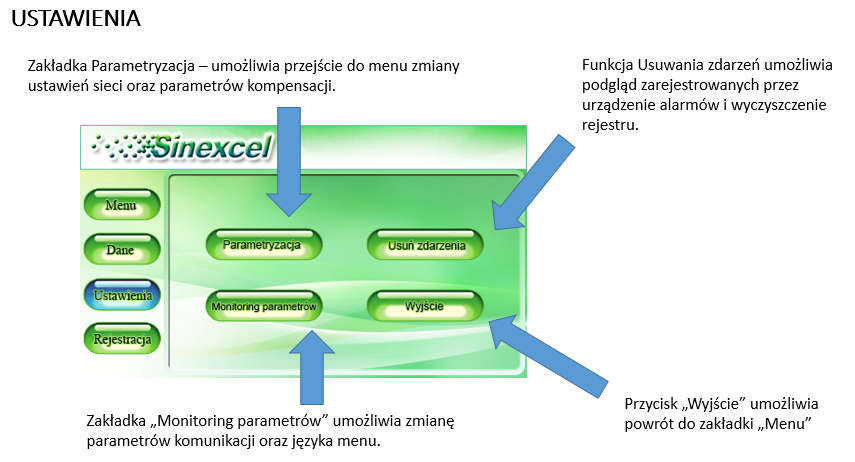 USTAWIENIA
Zakładka Parametryzacja – umożliwia przejście do menu zmiany
ustawień sieci oraz parametrów kompensacji.
Funkcja Usuwania zdarzeń umożliwia
podgląd zarejestrowanych przez
urządzenie alarmów i wyczyszczenie
rejestru.
Sinexcel
Menu
Dane
Ustawienia
Rejestracja
Parametryzacja
Usuń zdarzenia
Monitoring parametrów
Wyjście
Zakładka „Monitoring parametrów” umożliwia zmianę
parametrów komunikacji oraz języka menu.
Przycisk „Wyjście” umożliwia
powrót do zakładki „Menu”